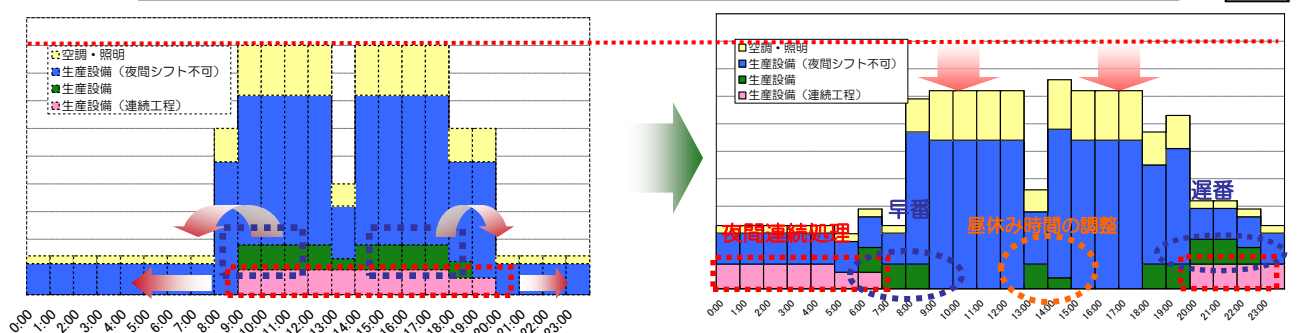 空調・照明
生産設備（夜間シフト不可）
生産設備
生産設備（連続工程）
0:00 1:00 2:00 3:00 4:00 5:00 6:00 7:00 8:00 9:00 10:00 11:00 12:00 13:00 14:00 15:00 16:00 17:00 18:00 19:00 20:00 21:00 22:00 23:00
空調・照明
生産設備（夜間シフト不可）
生産設備
生産設備（連続工程）
早番
遅番
夜間連続処理
昼休み時間の調整
0:00 1:00 2:00 3:00 4:00 5:00 6:00 7:00 8:00 9:00 10:00 11:00 12:00 13:00 14:00 15:00 16:00 17:00 18:00 19:00 20:00 21:00 22:00 23:00